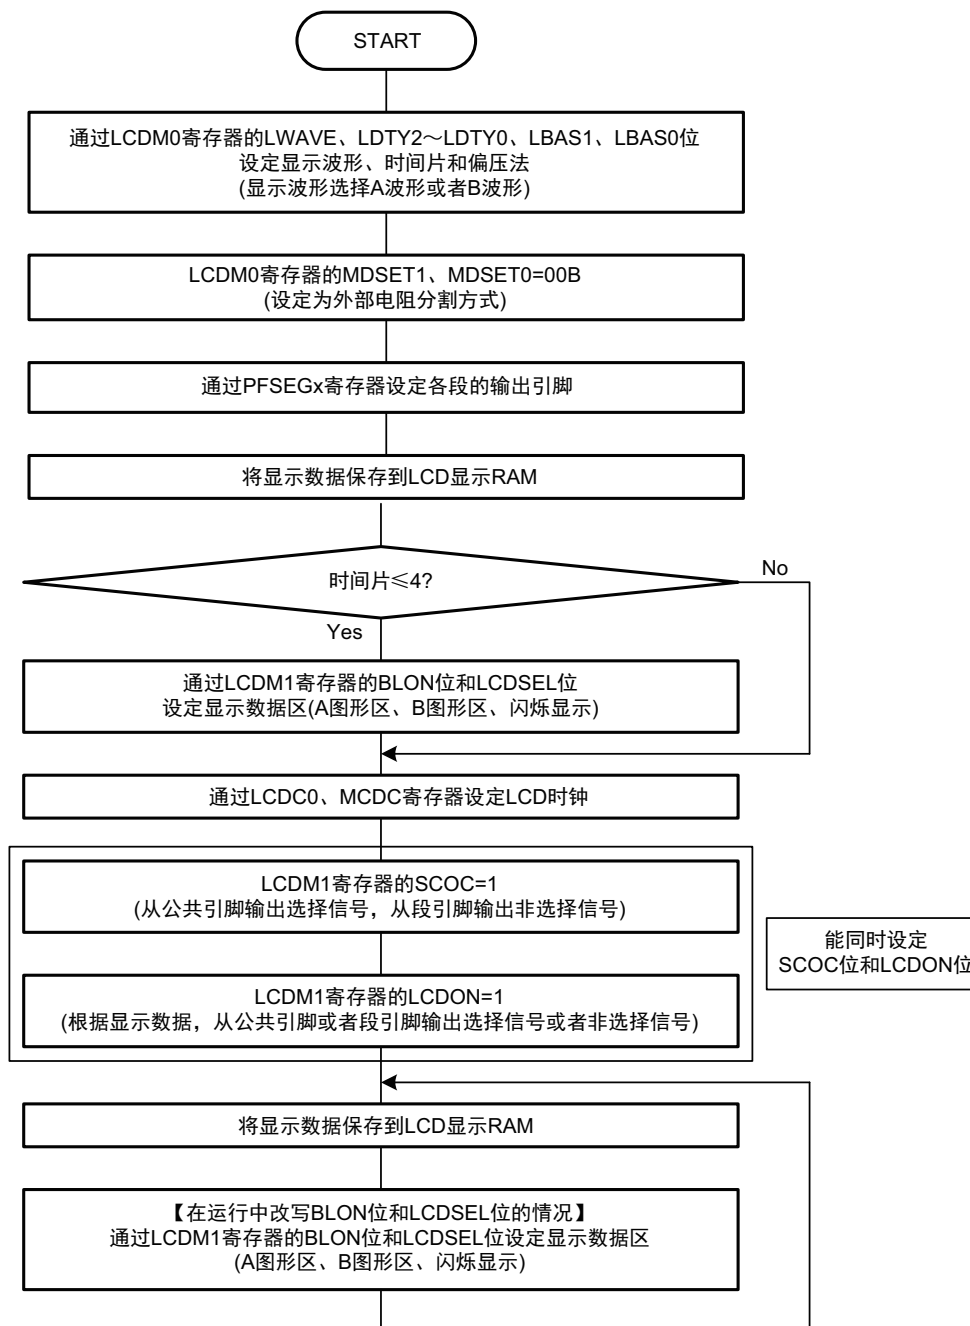 START
通过LCDM0寄存器的LWAVE、LDTY2～LDTY0、LBAS1、LBAS0位
设定显示波形、时间片和偏压法
(显示波形选择A波形或者B波形)
LCDM0寄存器的MDSET1、MDSET0=00B
(设定为外部电阻分割方式)
通过PFSEGx寄存器设定各段的输出引脚
将显示数据保存到LCD显示RAM
时间片≤4?
No
Yes
通过LCDM1寄存器的BLON位和LCDSEL位
设定显示数据区(A图形区、B图形区、闪烁显示)
通过LCDC0、MCDC寄存器设定LCD时钟
LCDM1寄存器的SCOC=1
(从公共引脚输出选择信号，从段引脚输出非选择信号)
能同时设定
SCOC位和LCDON位
LCDM1寄存器的LCDON=1
(根据显示数据，从公共引脚或者段引脚输出选择信号或者非选择信号)
将显示数据保存到LCD显示RAM
【在运行中改写BLON位和LCDSEL位的情况】
通过LCDM1寄存器的BLON位和LCDSEL位设定显示数据区
(A图形区、B图形区、闪烁显示)